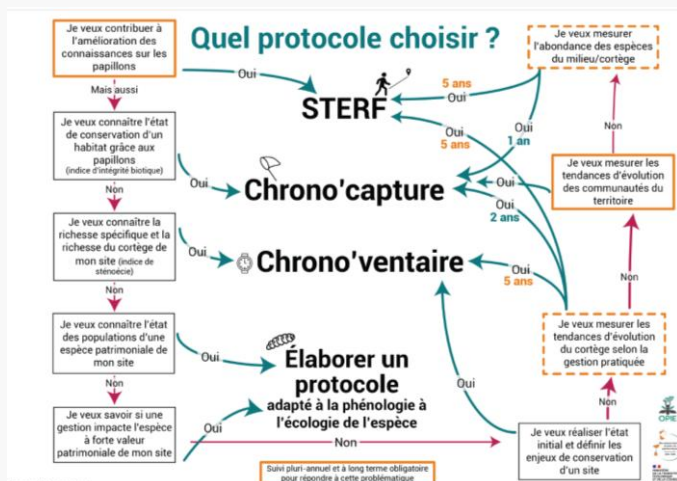 Quel protocole choisir ?
Je veux contribuer à
l'amélioration des
connaissances sur les
papillons
Oui
Mais aussi
Je veux connaître l'état
de conservation d'un
habitat grâce aux
papillons
(indice d'intégrité biotique)
Oui
Non
Je veux connaître la
richesse spécifique et la
richesse du cortège de
mon site (indice de
sténoécie)
Oui
Non
Je veux connaître l'état
des populations d'une
espèce patrimoniale de
mon site
Oui
Non
Je veux savoir si une
gestion impacte l'espèce
à forte valeur
patrimoniale de mon site
Oui
Non
STERF
Chrono'capture
Chrono'ventaire
Élaborer un
protocole
adapté à la phénologie à
l'écologie de l'espèce
Suivi pluri-annuel et à long terme obligatoire
pour répondre à cette problématique
Je veux mesurer
l'abondance des espèces
du milieu/cortège
5 ans
Oui
Oui
5 ans
Oui
1 an
Non
Je veux mesurer les
tendances d'évolution
des communautés du
territoire
Oui
Oui
2 ans
Non
Oui
5 ans
Je veux mesurer les
tendances d'évolution
du cortège selon la
gestion pratiquée
Oui
Non
Je veux réaliser l'état
initial et définir les
enjeux de conservation
d'un site
OPIE